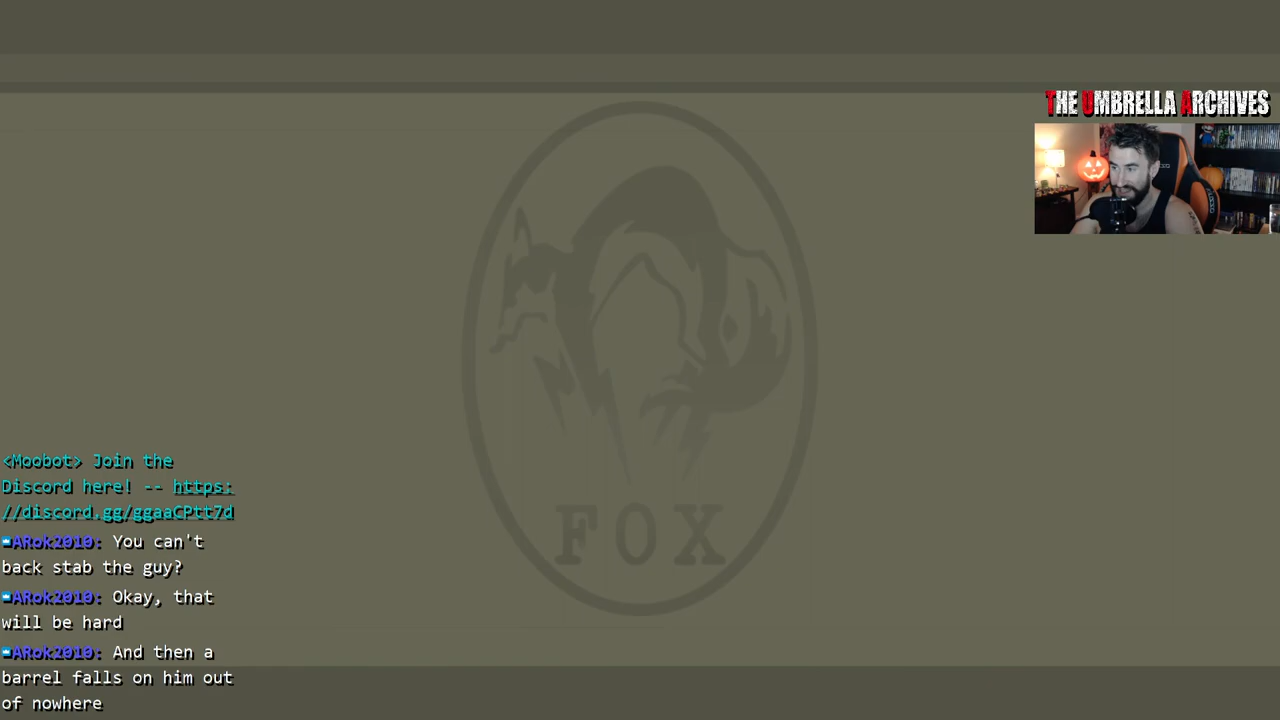 THE UMBRELLA ARCHIVES
FOX
<Moobot> Join the
Discord here! -- https:
//discord.gg/ggaaCPtt7d
ARok2010: You can't
back stab the guy?
ARok2010: Okay, that
will be hard
ARok2010: And then a
barrel falls on him out
of nowhere